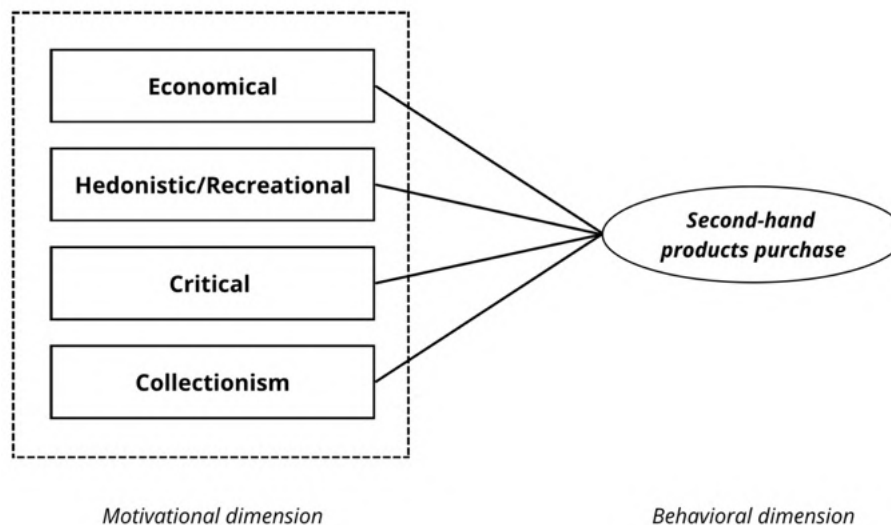 Economical
Hedonistic/Recreational
Critical
Collectionism
Second-hand
products purchase
Motivational dimension
Behavioral dimension